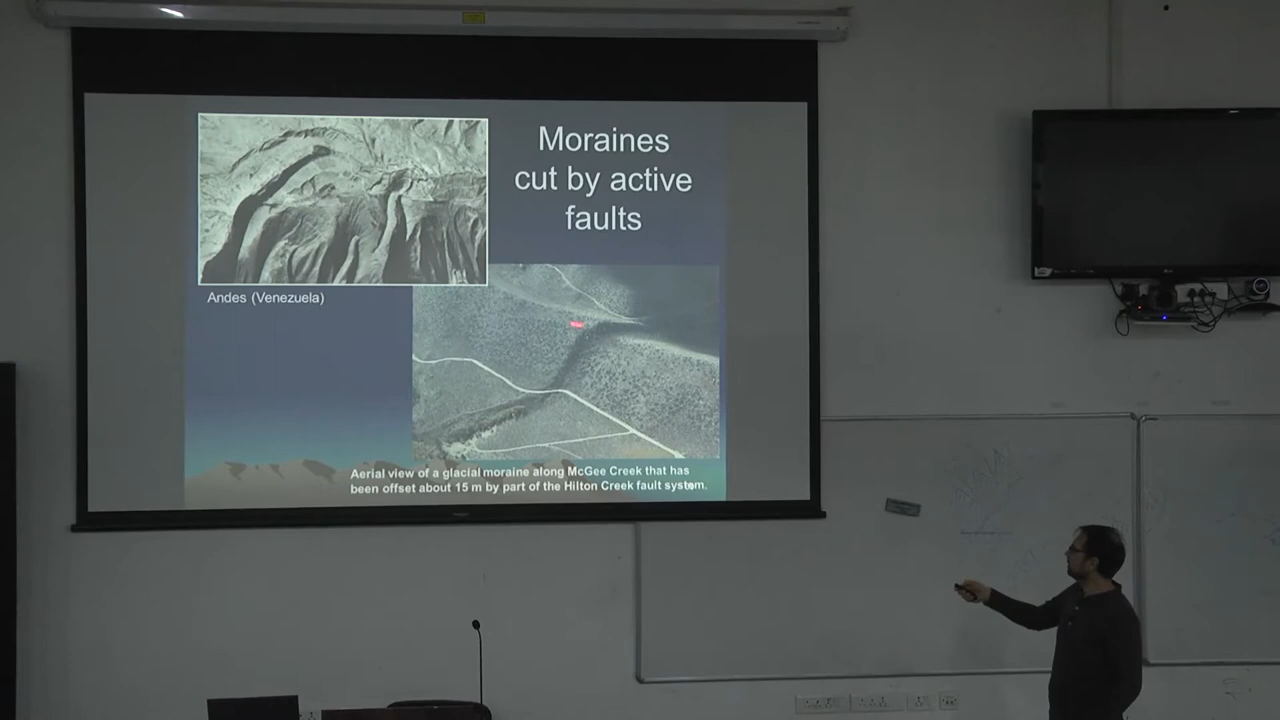 Moraines
cut by active
faults
Andes (Venezuela)
Aerial view of a glacial moraine along McGee Creek that has
been offset about 15 m by part of the Hilton Creek fault system.